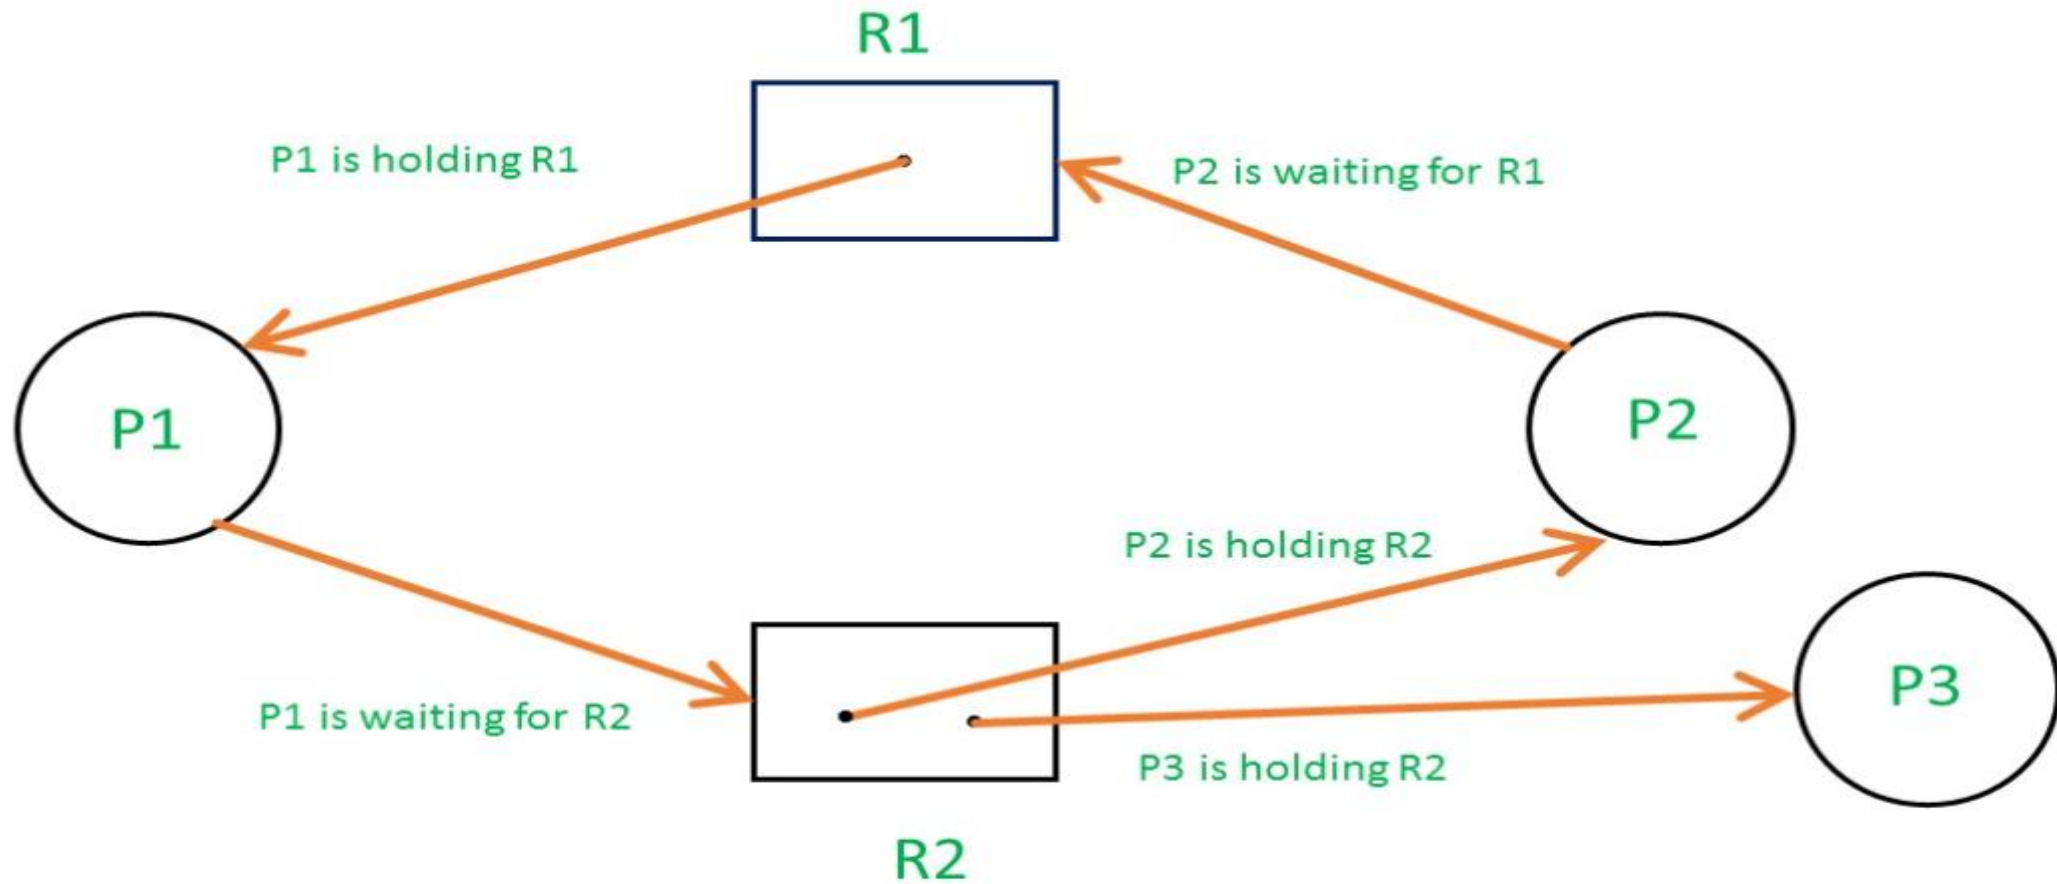 R1
P1 is holding R1
P2 is waiting for R1
P1
P2
P2 is holding R2
P3
P1 is waiting for R2
P3 is holding R2
R2